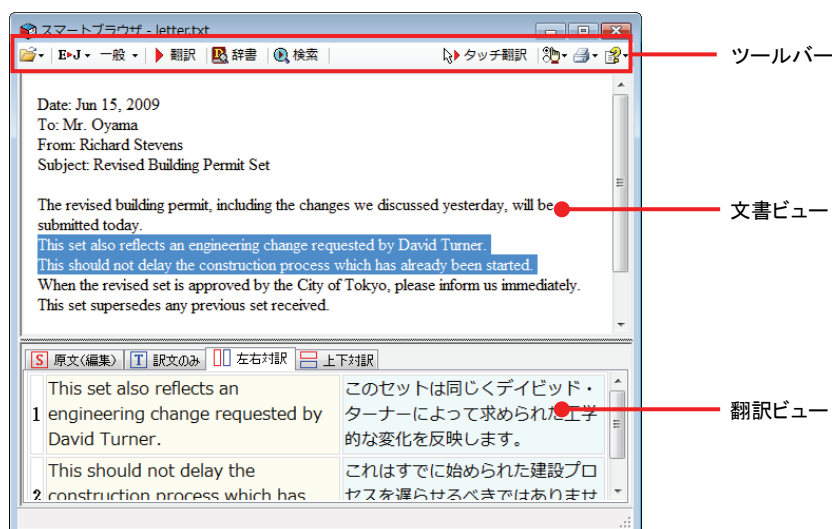 スマートブラウザ - letter.txt
E▸J 一般 翻訳 辞書 検索 タッチ翻訳
ツールバー
Date: Jun 15, 2009
To: Mr. Oyama
From: Richard Stevens
Subject: Revised Building Permit Set
The revised building permit, including the changes we discussed yesterday, will be
文書ビュー
submitted today.
This set also reflects an engineering change requested by David Turner.
This should not delay the construction process which has already been started.
When the revised set is approved by the City of Tokyo, please inform us immediately.
This set supersedes any previous set received.
S 原文(編集) T 訳文のみ 左右対訳 上下対訳
1
This set also reflects an
engineering change requested by
David Turner.
このセットは同じくデイビッド・
ターナーによって求められた工学
的な変化を反映します。
翻訳ビュー
2
This should not delay the
construction process which has
これはすでに始められた建設プロ
セスを遅らせるべきではありませ